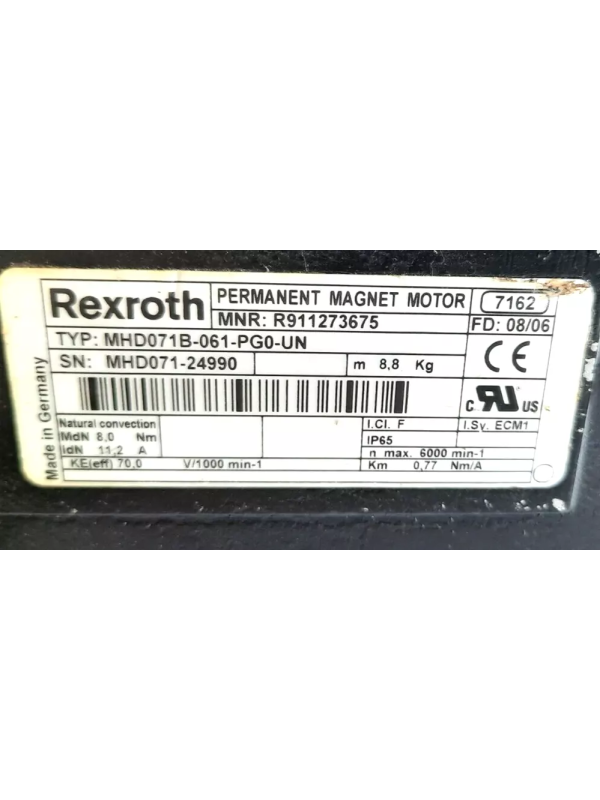 Rexroth
PERMANENT MAGNET MOTOR
7162
MNR: R911273675
FD: 08/06
TYP: MHD071B-061-PG0-UN
SN: MHD071-24990
m 8,8 Kg
CE
c RU US
Made in Germany
Natural convection
MdN 8,0 Nm
IdN 11,2 A
KE(eff) 70,0 V/1000 min-1
I.Cl. F
I.Sy. ECM1
IP65
n max. 6000 min-1
Km 0,77 Nm/A